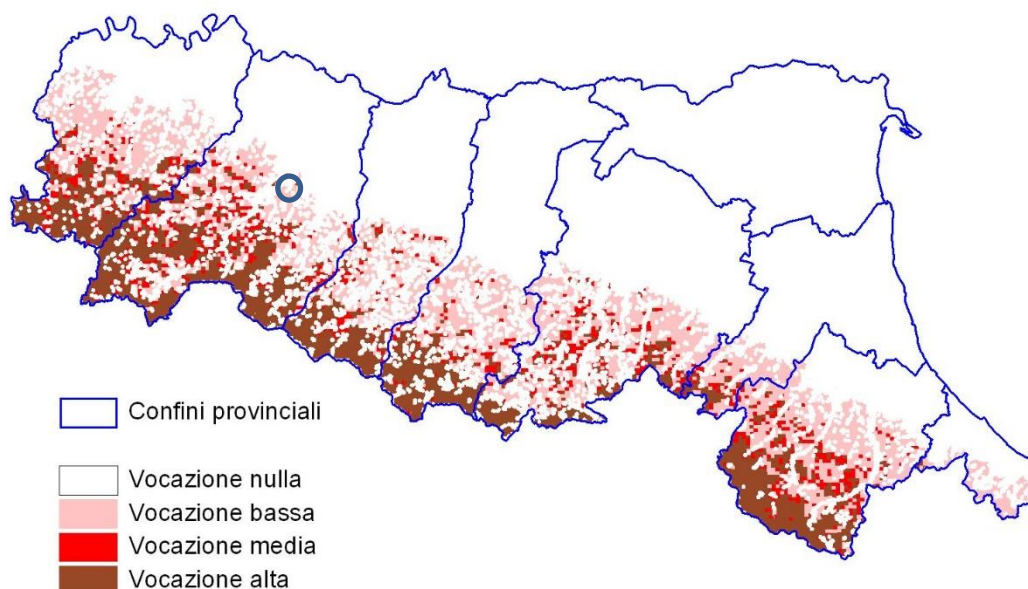 Confini provinciali
Vocazione nulla
Vocazione bassa
Vocazione media
Vocazione alta